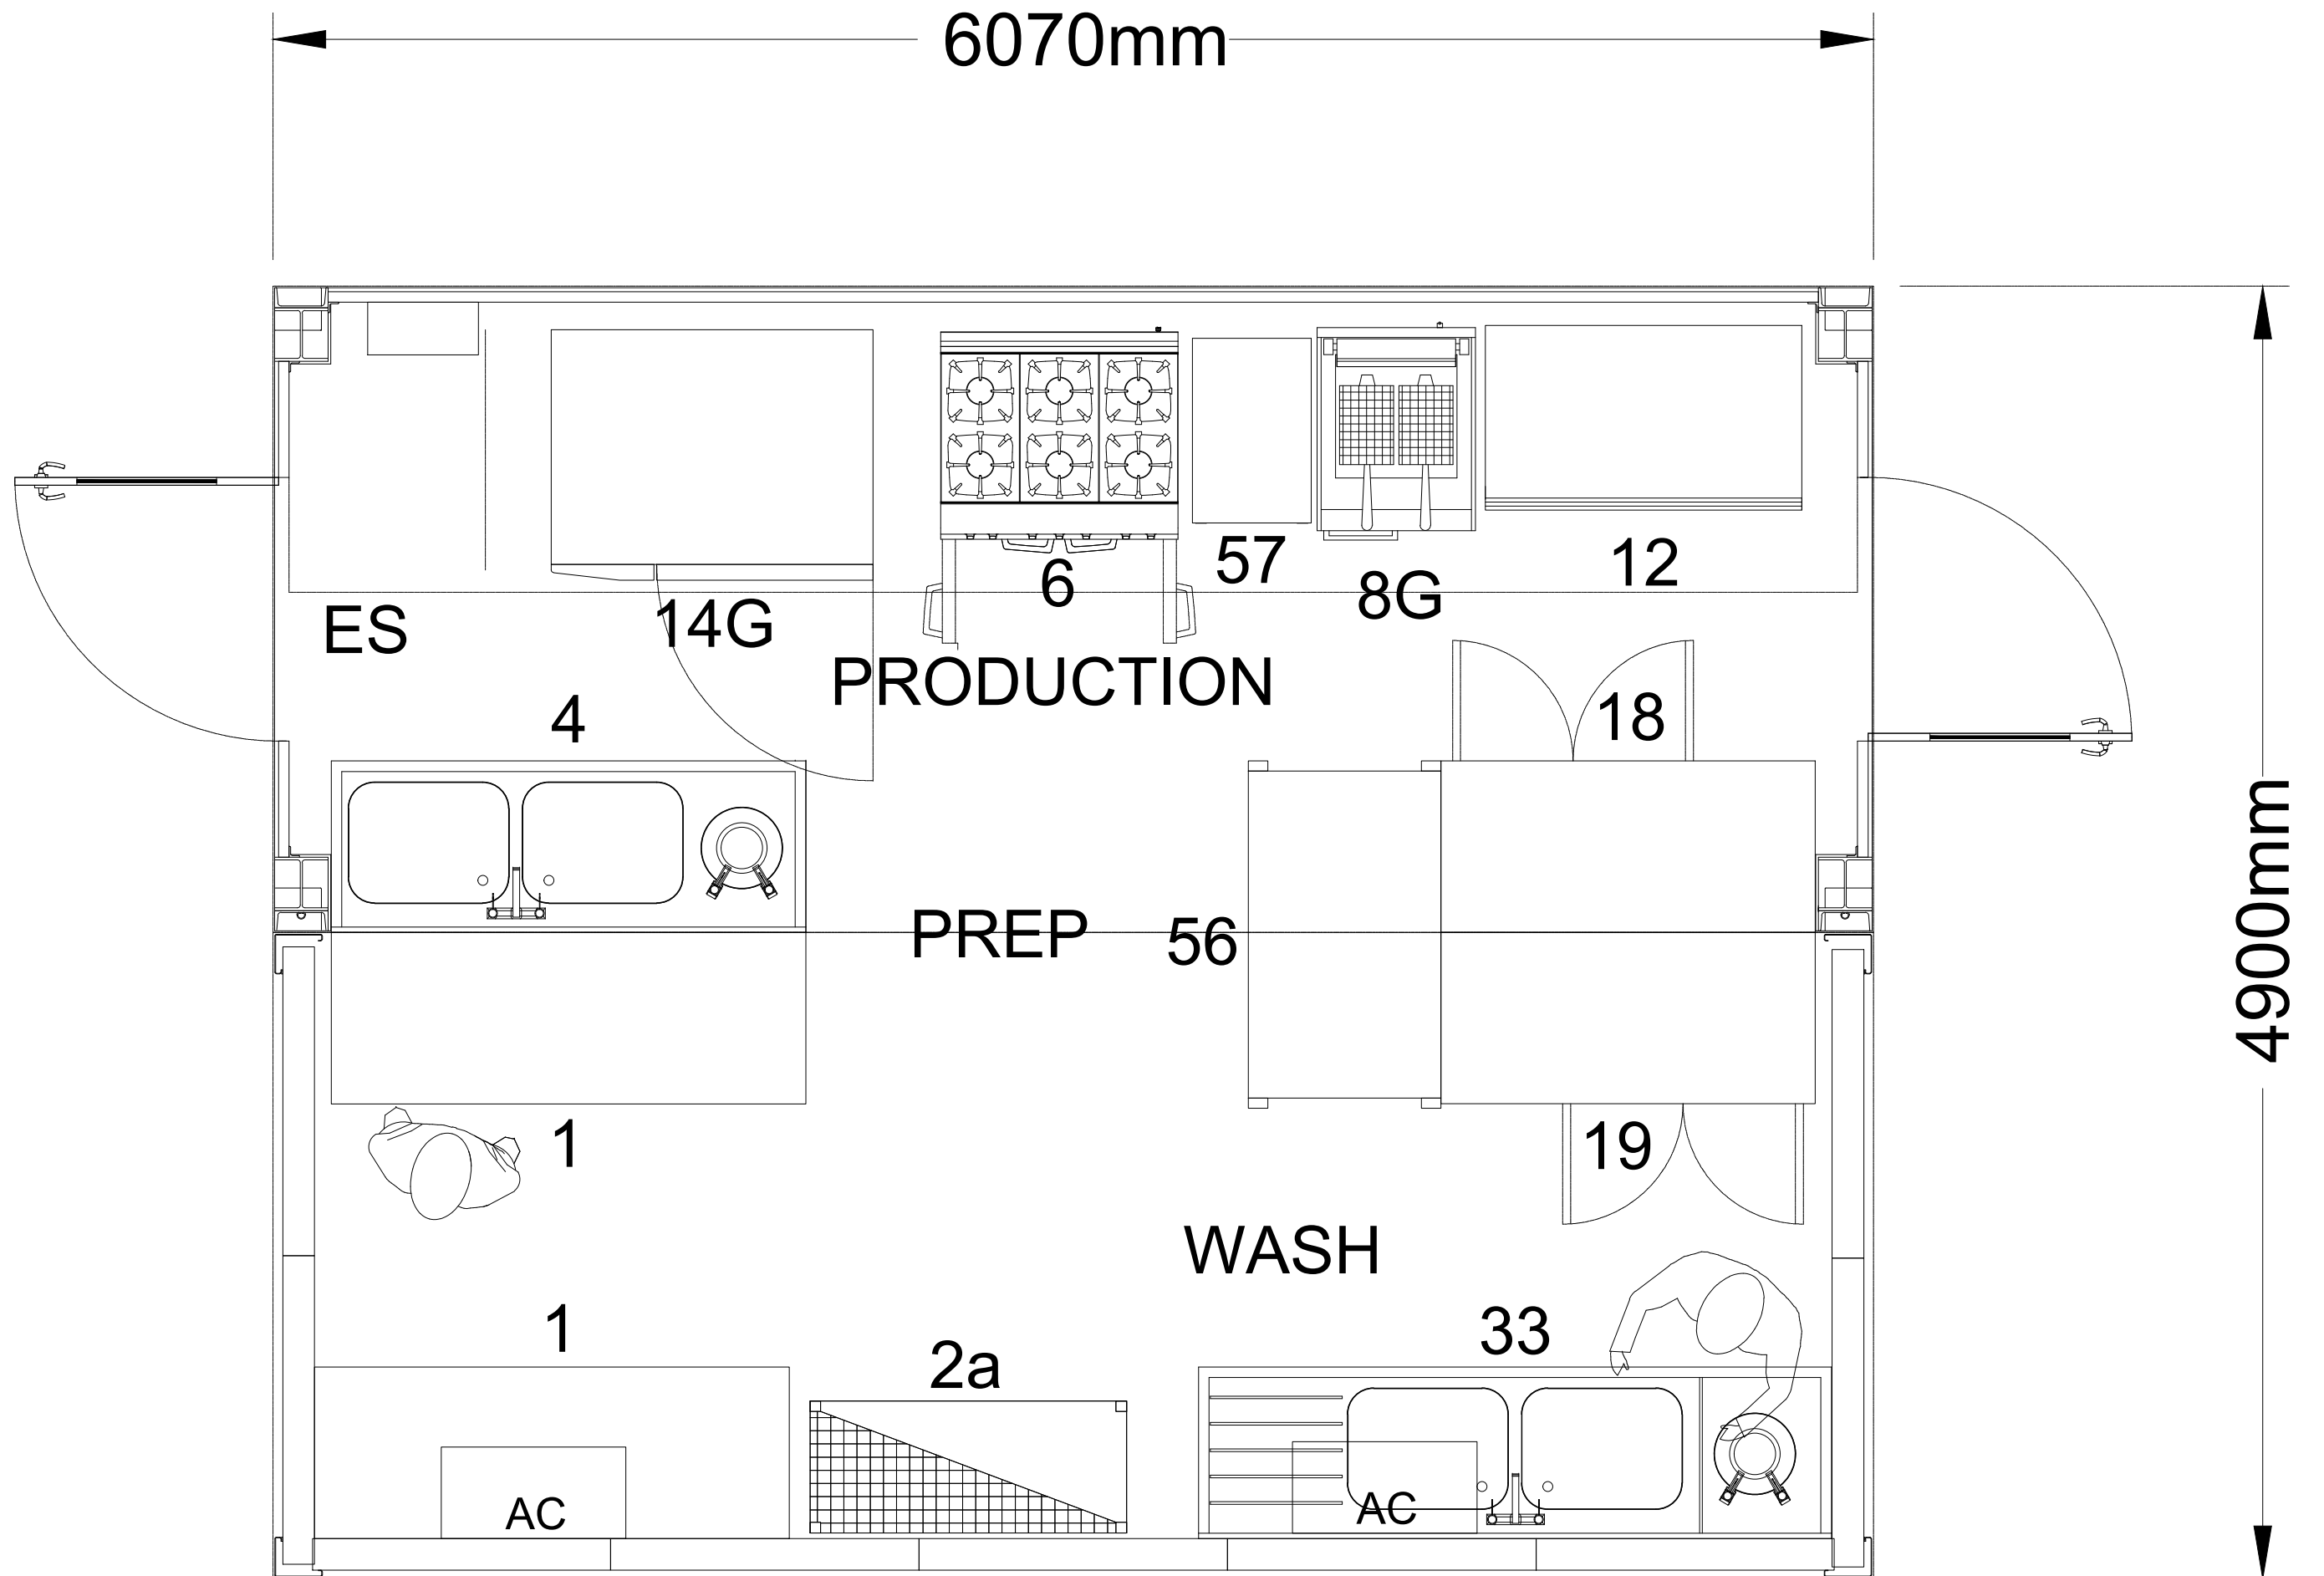 6070mm
57
6
8G
12
ES
14G
PRODUCTION
4
18
4900mm
PREP
56
1
19
WASH
1
2a
33
AC
AC